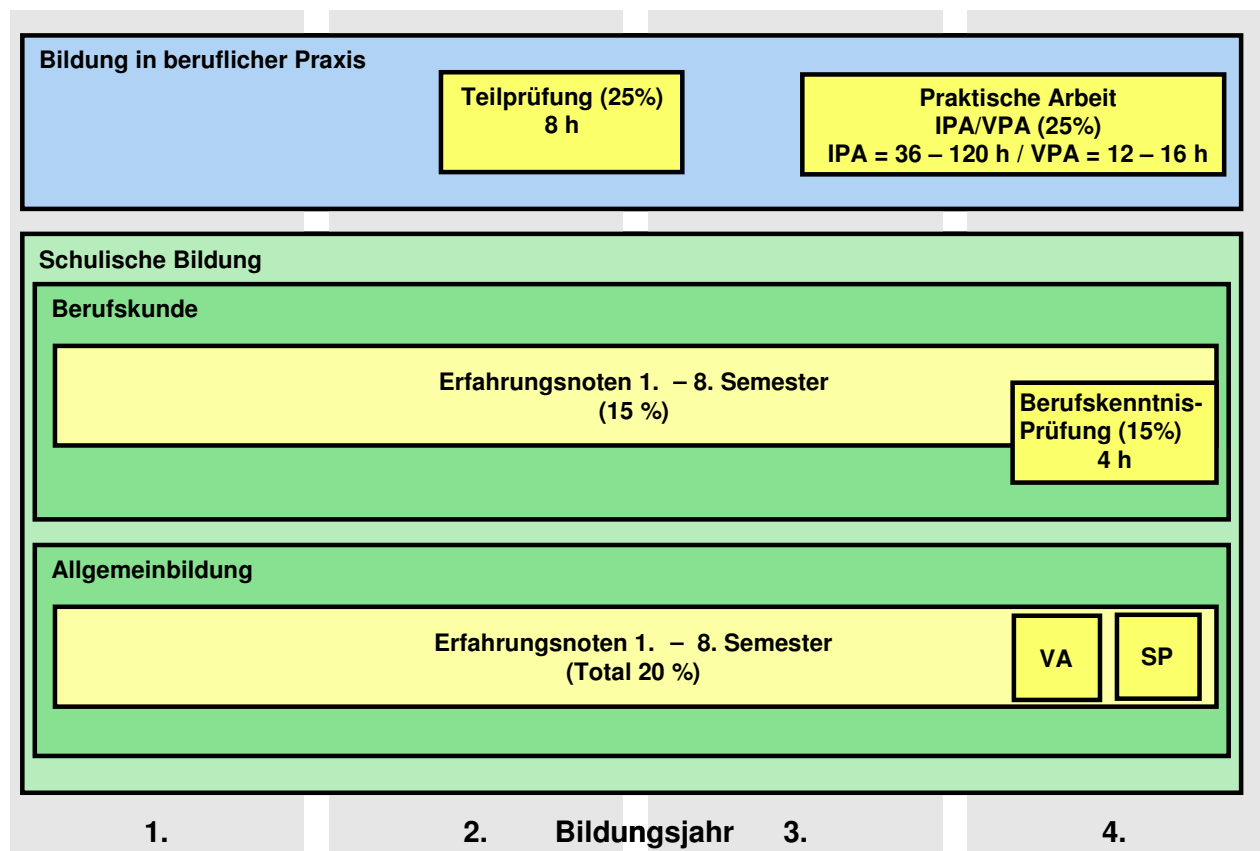 Bildung in beruflicher Praxis
Teilprüfung (25%)
8 h
Praktische Arbeit
IPA/VPA (25%)
IPA = 36 – 120 h / VPA = 12 – 16 h
Schulische Bildung
Berufskunde
Erfahrungsnoten 1. – 8. Semester
(15 %)
Berufskenntnis-
Prüfung (15%)
4 h
Allgemeinbildung
Erfahrungsnoten 1. – 8. Semester
(Total 20 %)
VA
SP
1. 2. Bildungsjahr 3. 4.